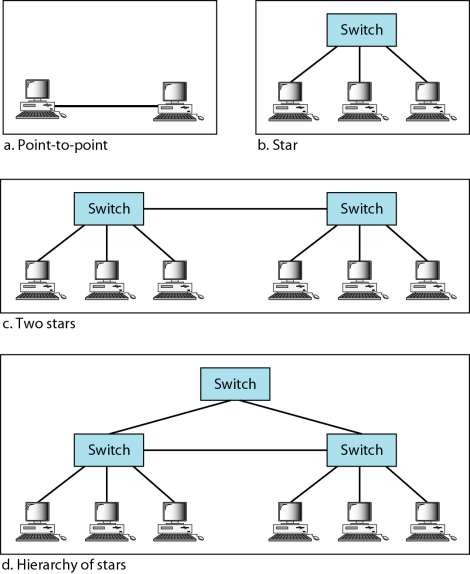 Switch
a. Point-to-point
b. Star
Switch
Switch
c. Two stars
Switch
Switch
Switch
d. Hierarchy of stars